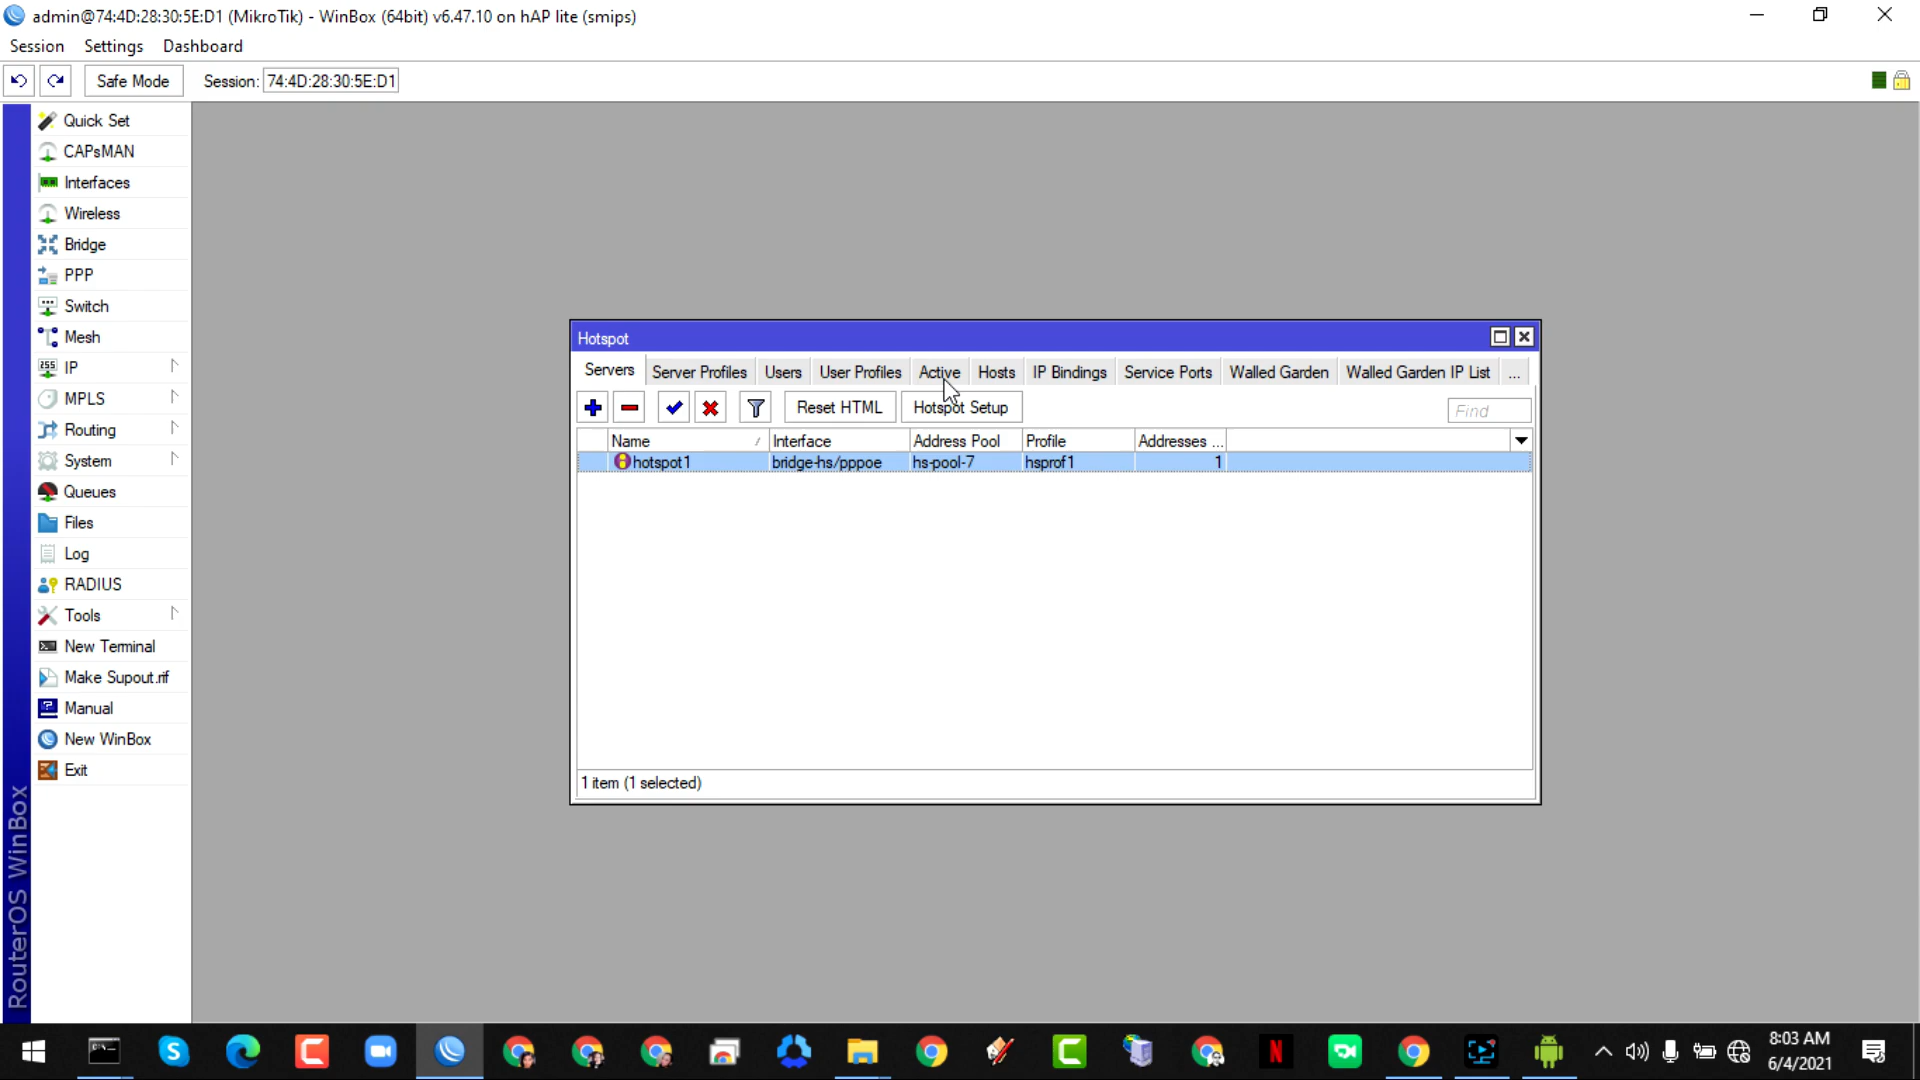 admin@74:4D:28:30:5E:D1 (MikroTik) - WinBox (64bit) v6.47.10 on hAP lite (smips)
Session Settings Dashboard
Safe Mode Session: 74:4D:28:30:5E:D1
Quick Set
CAPsMAN
Interfaces
Wireless
Bridge
PPP
Switch
Mesh
IP
MPLS
Routing
System
Queues
Files
Log
RADIUS
Tools
New Terminal
Make Supout.rif
Manual
New WinBox
Exit
RouterOS WinBox
Hotspot
Servers Server Profiles Users User Profiles Active Hosts IP Bindings Service Ports Walled Garden Walled Garden IP List ...
Reset HTML Hotspot Setup Find
Name Interface Address Pool Profile Addresses ...
hotspot1 bridge-hs/pppoe hs-pool-7 hsprof1 1
1 item (1 selected)
8:03 AM
6/4/2021